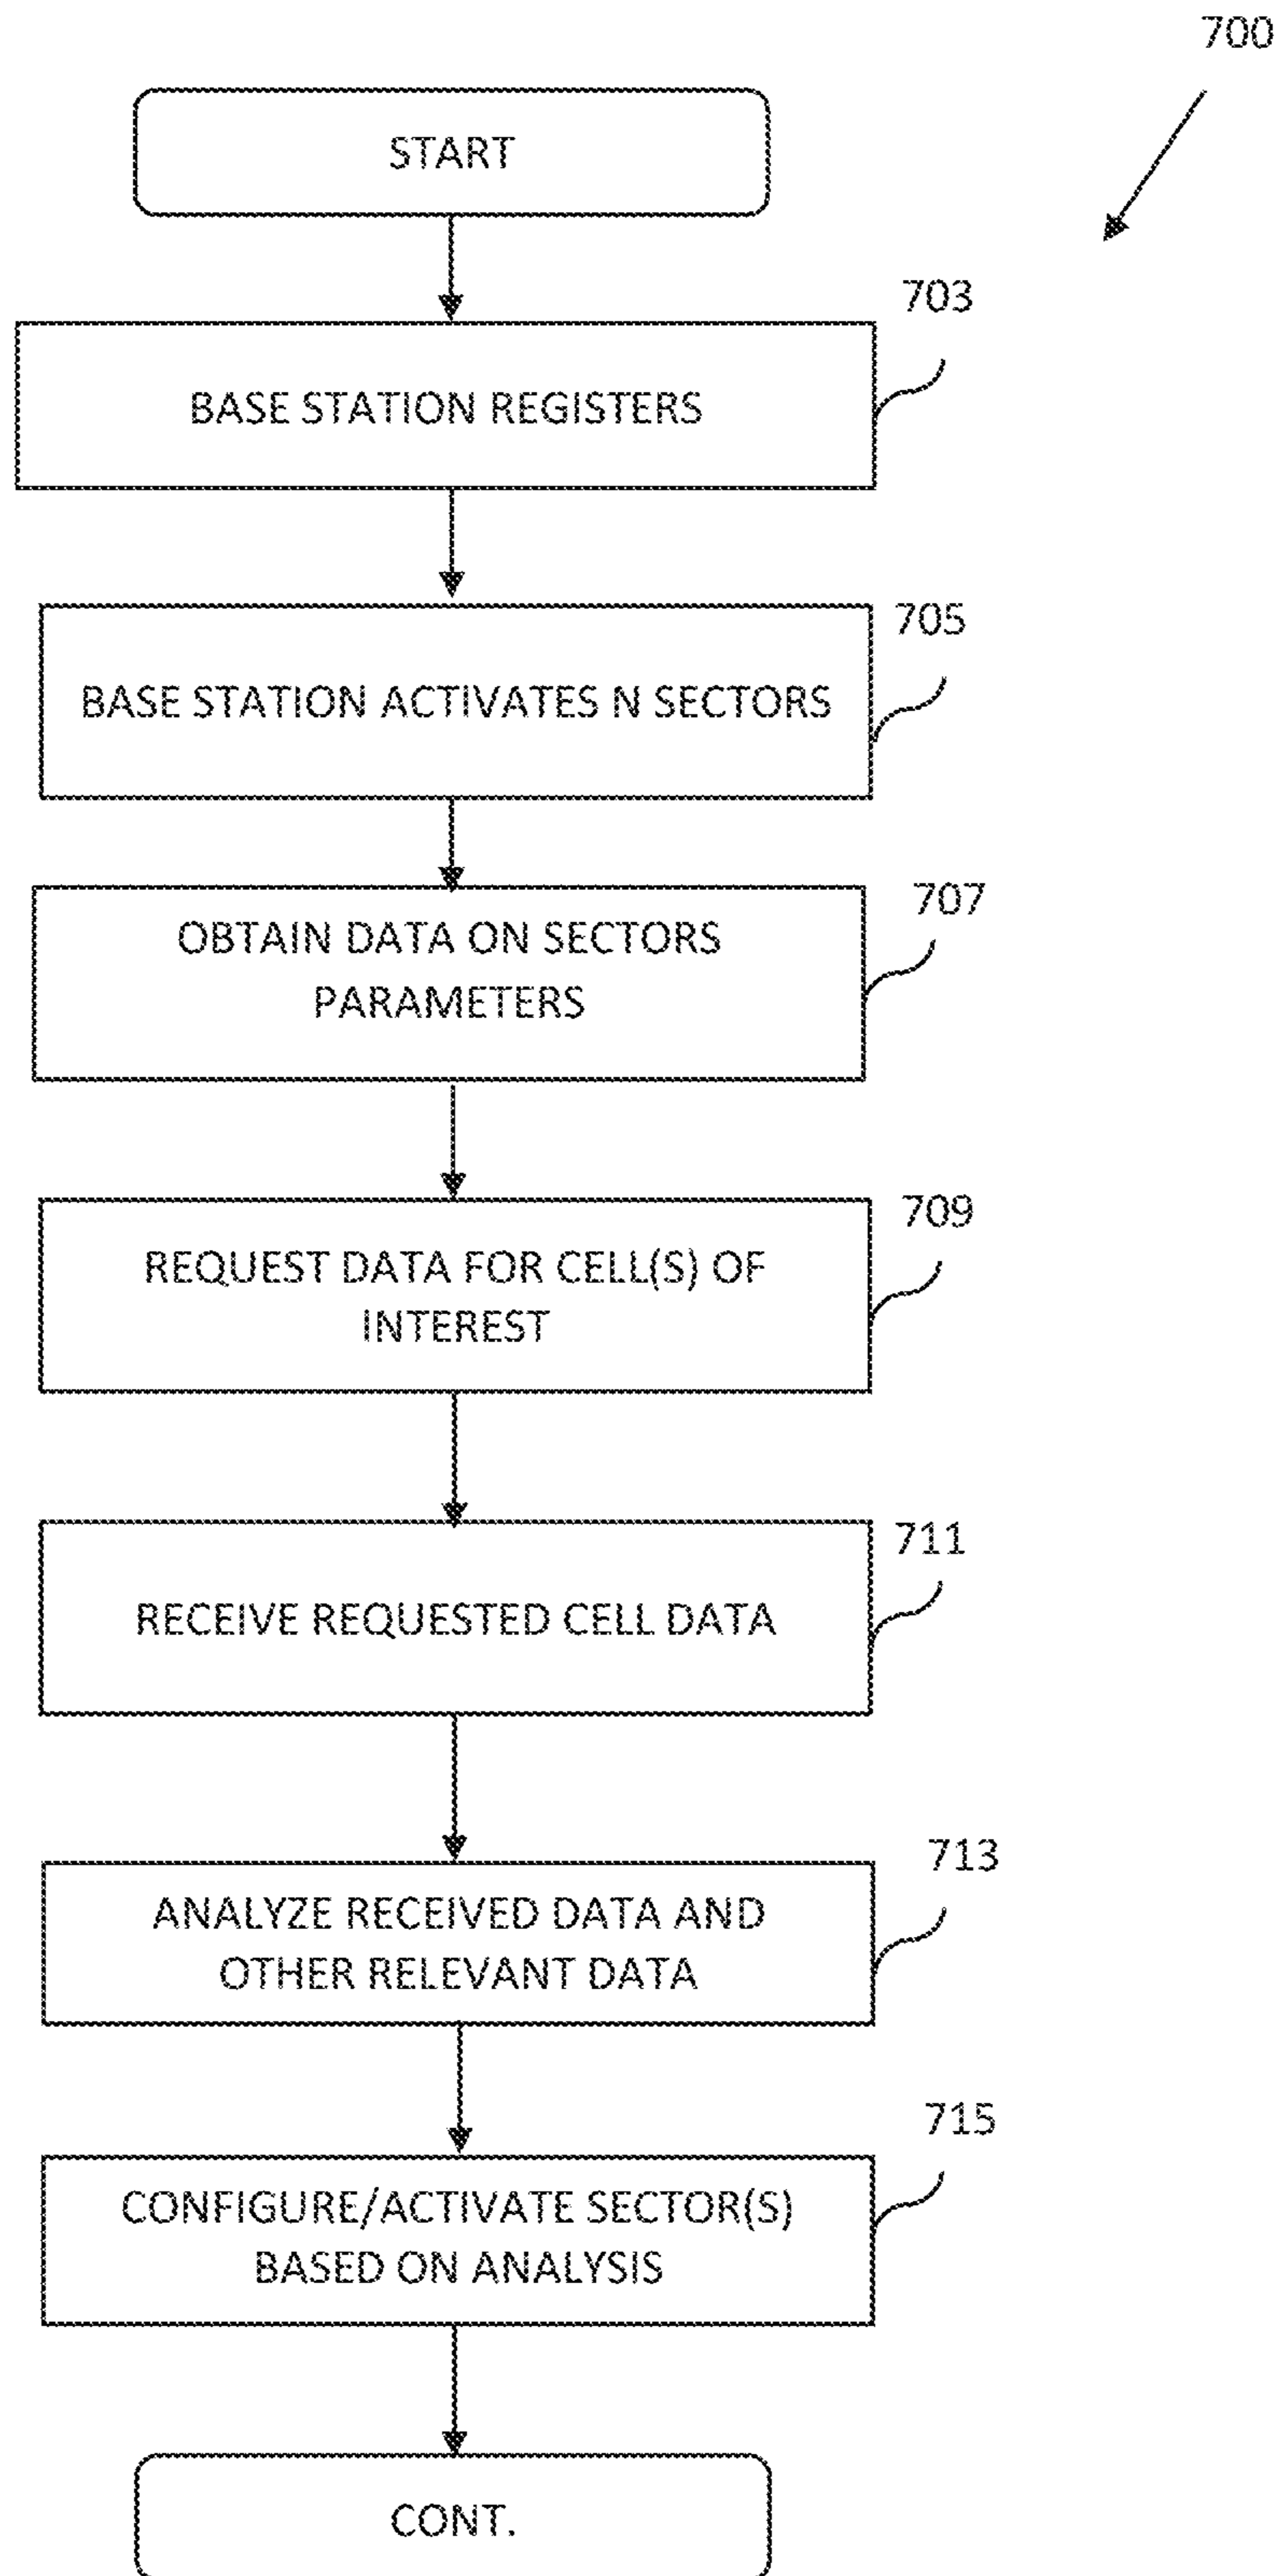 700
START
703
BASE STATION REGISTERS
705
BASE STATION ACTIVATES N SECTORS
707
OBTAIN DATA ON SECTORS
PARAMETERS
709
REQUEST DATA FOR CELL(S) OF
INTEREST
711
RECEIVE REQUESTED CELL DATA
713
ANALYZE RECEIVED DATA AND
OTHER RELEVANT DATA
715
CONFIGURE/ACTIVATE SECTOR(S)
BASED ON ANALYSIS
CONT.